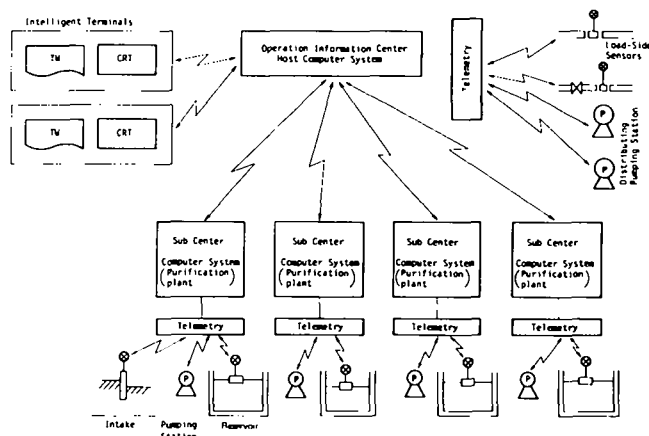 Intelligent Terminals
TW
CRT
TW
CRT
Operation Information Center
Host Computer System
Telemetry
Load-Side
Sensors
P
P
Distributing
Pumping Station
Sub Center
Computer System
(Purification)
plant
Sub Center
Computer System
(Purification)
plant
Sub Center
Computer System
(Purification)
plant
Sub Center
Computer System
(Purification)
plant
Telemetry
Telemetry
Telemetry
Telemetry
P
P
P
P
Intake
Pumping
Station
Reservoir